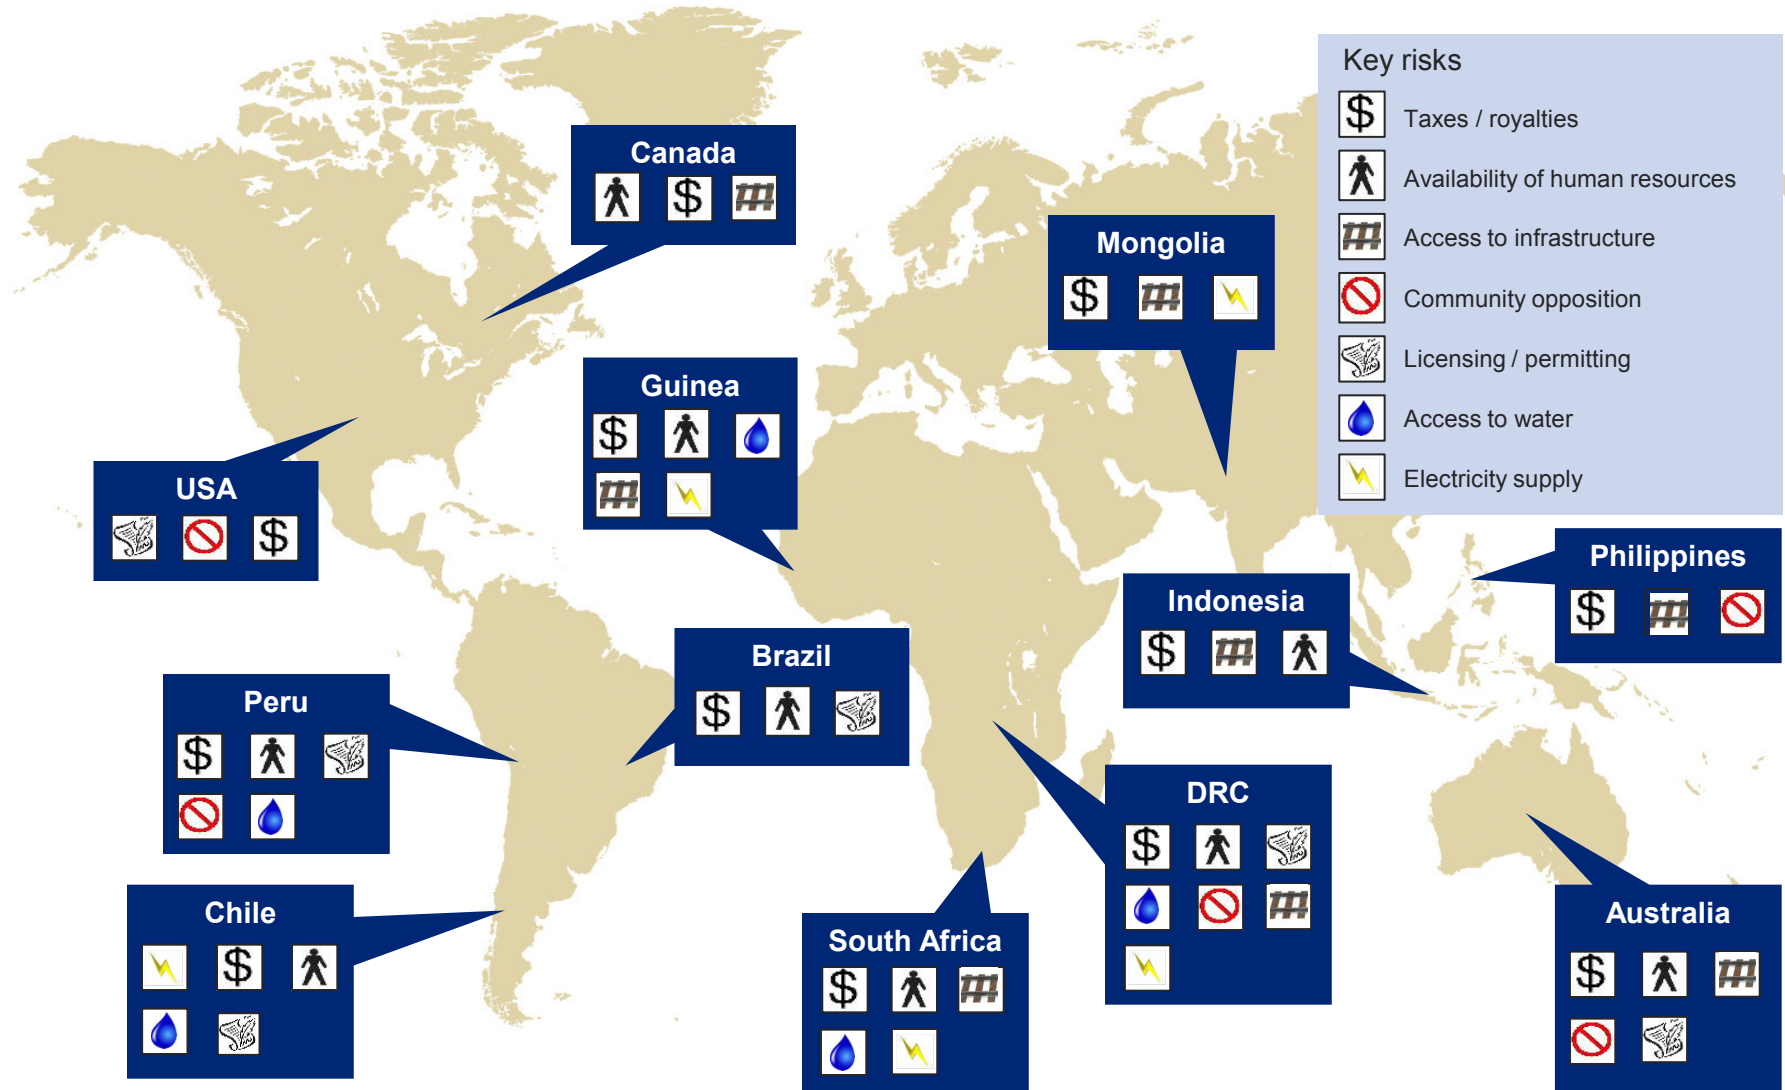 Key risks
$ Taxes / royalties
Availability of human resources
Access to infrastructure
Community opposition
Licensing / permitting
Access to water
Electricity supply
Canada
$
Mongolia
$
Guinea
$
USA
$
Philippines
$
Indonesia
$
Brazil
$
Peru
$
DRC
$
Chile
$
South Africa
$
Australia
$